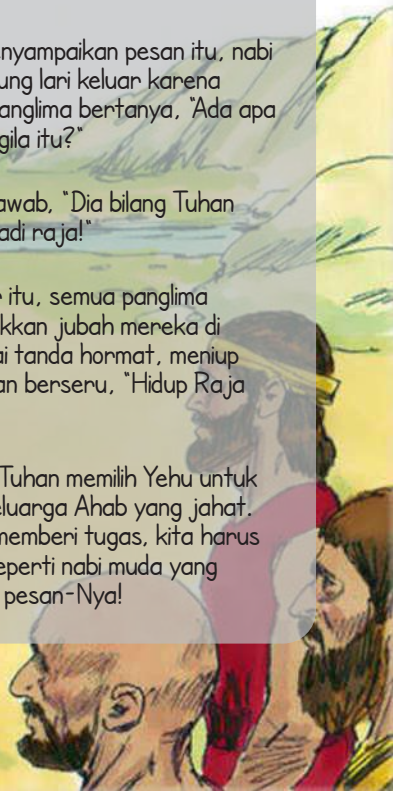 nyampaikan pesan itu, nabi
ung lari keluar karena
anglima bertanya, "Ada apa
gila itu?"
awab, "Dia bilang Tuhan
adi raja!"
itu, semua panglima
kkan jubah mereka di
ai tanda hormat, meniup
an berseru, "Hidup Raja
Tuhan memilih Yehu untuk
eluarga Ahab yang jahat.
memberi tugas, kita harus
eperti nabi muda yang
pesan-Nya!